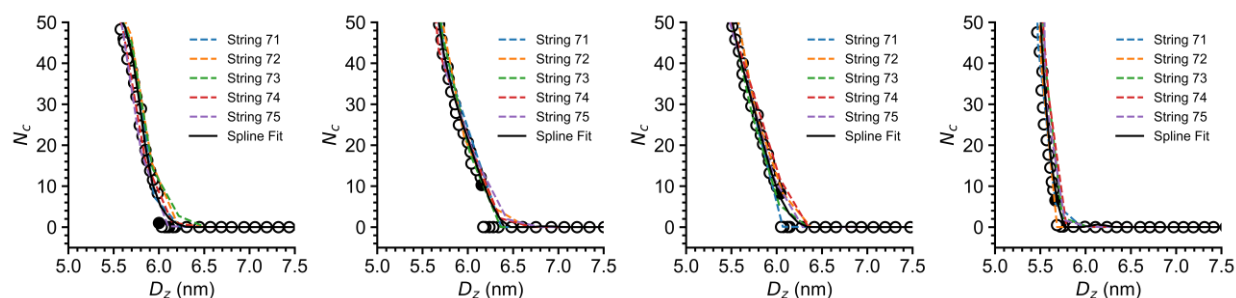 50
40
30
20
10
0
N_c
String 71
String 72
String 73
String 74
String 75
Spline Fit
5.0 5.5 6.0 6.5 7.0 7.5
D_z (nm)
50
40
30
20
10
0
N_c
String 71
String 72
String 73
String 74
String 75
Spline Fit
5.0 5.5 6.0 6.5 7.0 7.5
D_z (nm)
50
40
30
20
10
0
N_c
String 71
String 72
String 73
String 74
String 75
Spline Fit
5.0 5.5 6.0 6.5 7.0 7.5
D_z (nm)
50
40
30
20
10
0
N_c
String 71
String 72
String 73
String 74
String 75
Spline Fit
5.0 5.5 6.0 6.5 7.0 7.5
D_z (nm)